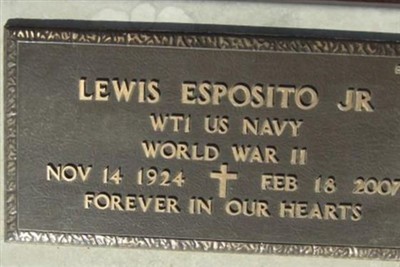 LEWIS ESPOSITO JR
WT1 US NAVY
WORLD WAR II
NOV 14 1924 FEB 18 2007
FOREVER IN OUR HEARTS